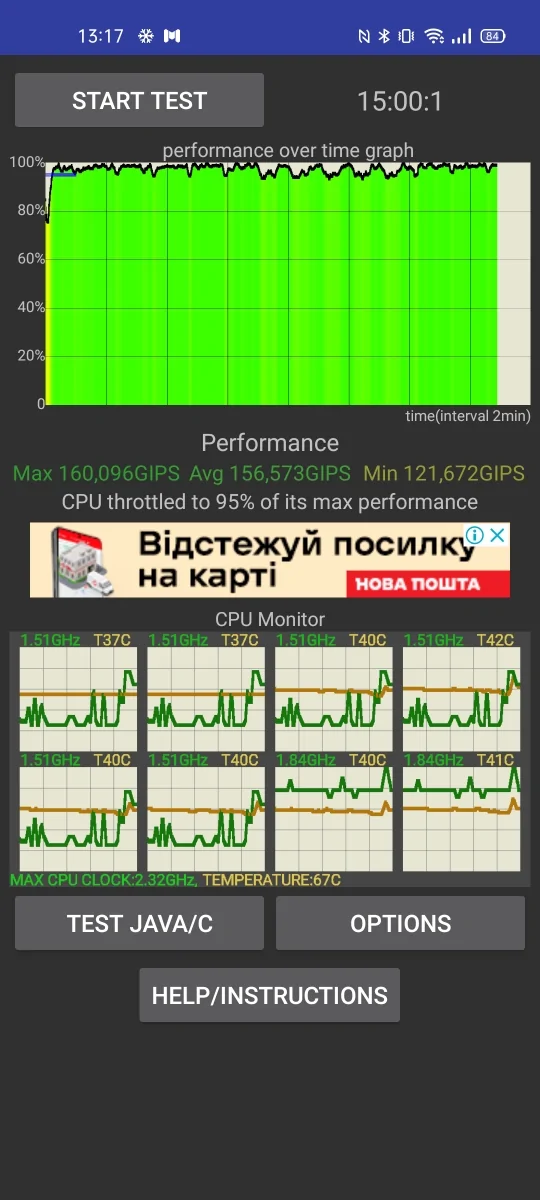 13:17 84
START TEST 15:00:1
performance over time graph
100%
80%
60%
40%
20%
0
time(interval 2min)
Performance
Max 160,096GIPS Avg 156,573GIPS Min 121,672GIPS
CPU throttled to 95% of its max performance
Відстежуй посилку
на карті
НОВА ПОШТА
CPU Monitor
1.51GHz T37C 1.51GHz T37C 1.51GHz T40C 1.51GHz T42C
1.51GHz T40C 1.51GHz T40C 1.84GHz T40C 1.84GHz T41C
MAX CPU CLOCK:2.32GHz, TEMPERATURE:67C
TEST JAVA/C OPTIONS
HELP/INSTRUCTIONS